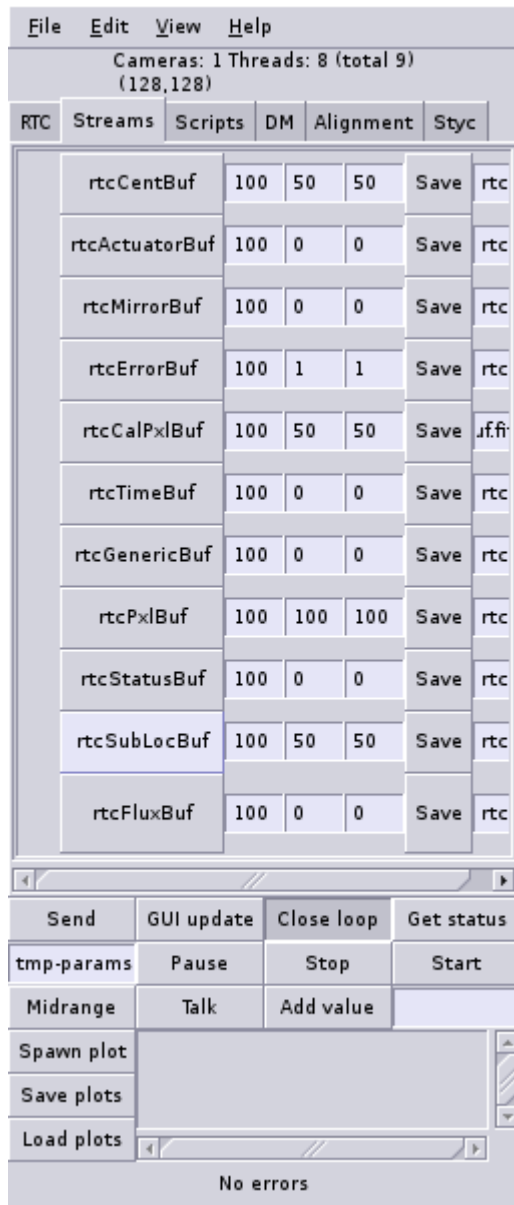 File Edit View Help
Cameras: 1 Threads: 8 (total 9)
(128,128)
RTC Streams Scripts DM Alignment Styc
rtcCentBuf 100 50 50 Save rtc
rtcActuatorBuf 100 0 0 Save rtc
rtcMirrorBuf 100 0 0 Save rtc
rtcErrorBuf 100 1 1 Save rtc
rtcCalPxlBuf 100 50 50 Save uf.fi
rtcTimeBuf 100 0 0 Save rtc
rtcGenericBuf 100 0 0 Save rtc
rtcPxlBuf 100 100 100 Save rtc
rtcStatusBuf 100 0 0 Save rtc
rtcSubLocBuf 100 50 50 Save rtc
rtcFluxBuf 100 0 0 Save rtc
Send GUI update Close loop Get status
tmp-params Pause Stop Start
Midrange Talk Add value
Spawn plot
Save plots
Load plots
No errors